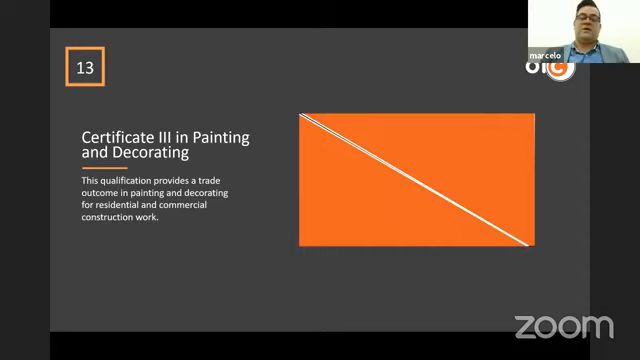 marcelo
13
Certificate III in Painting
and Decorating
This qualification provides a trade
outcome in painting and decorating
for residential and commercial
construction work.
zoom